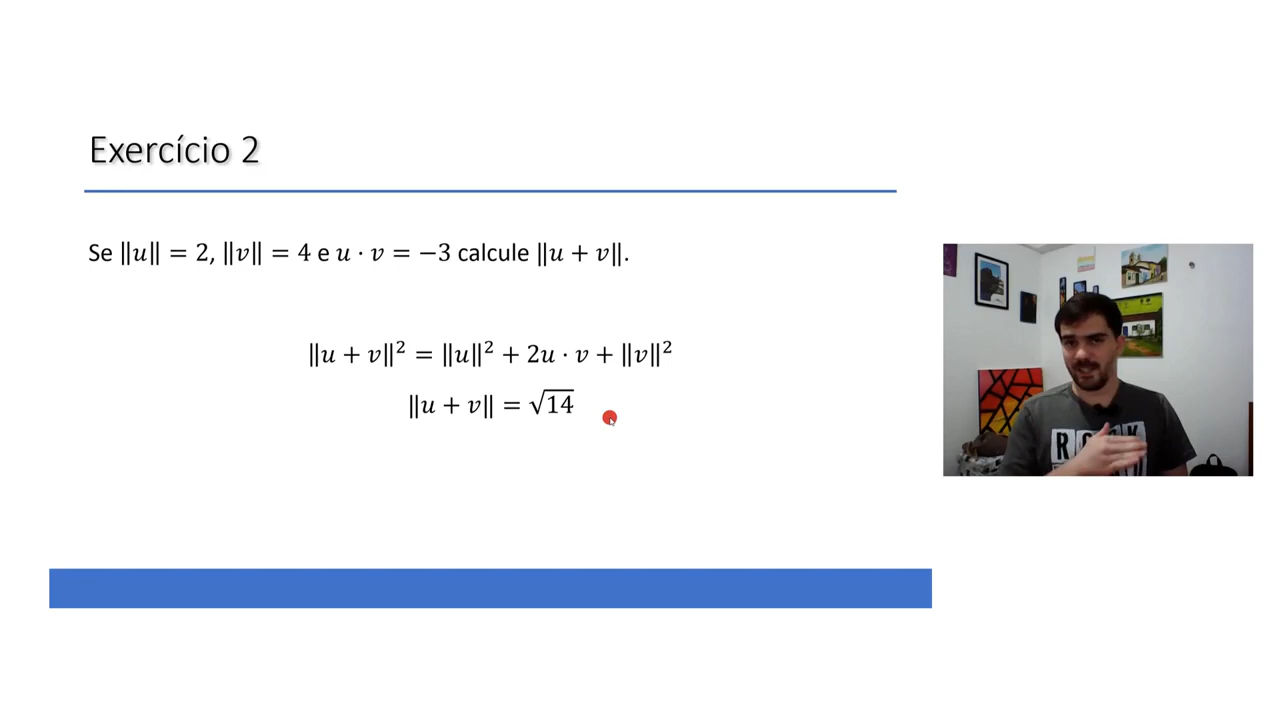 Exercício 2
Se ‖u‖ = 2, ‖v‖ = 4 e u · v = −3 calcule ‖u + v‖.
‖u + v‖² = ‖u‖² + 2u · v + ‖v‖²
‖u + v‖ = √14